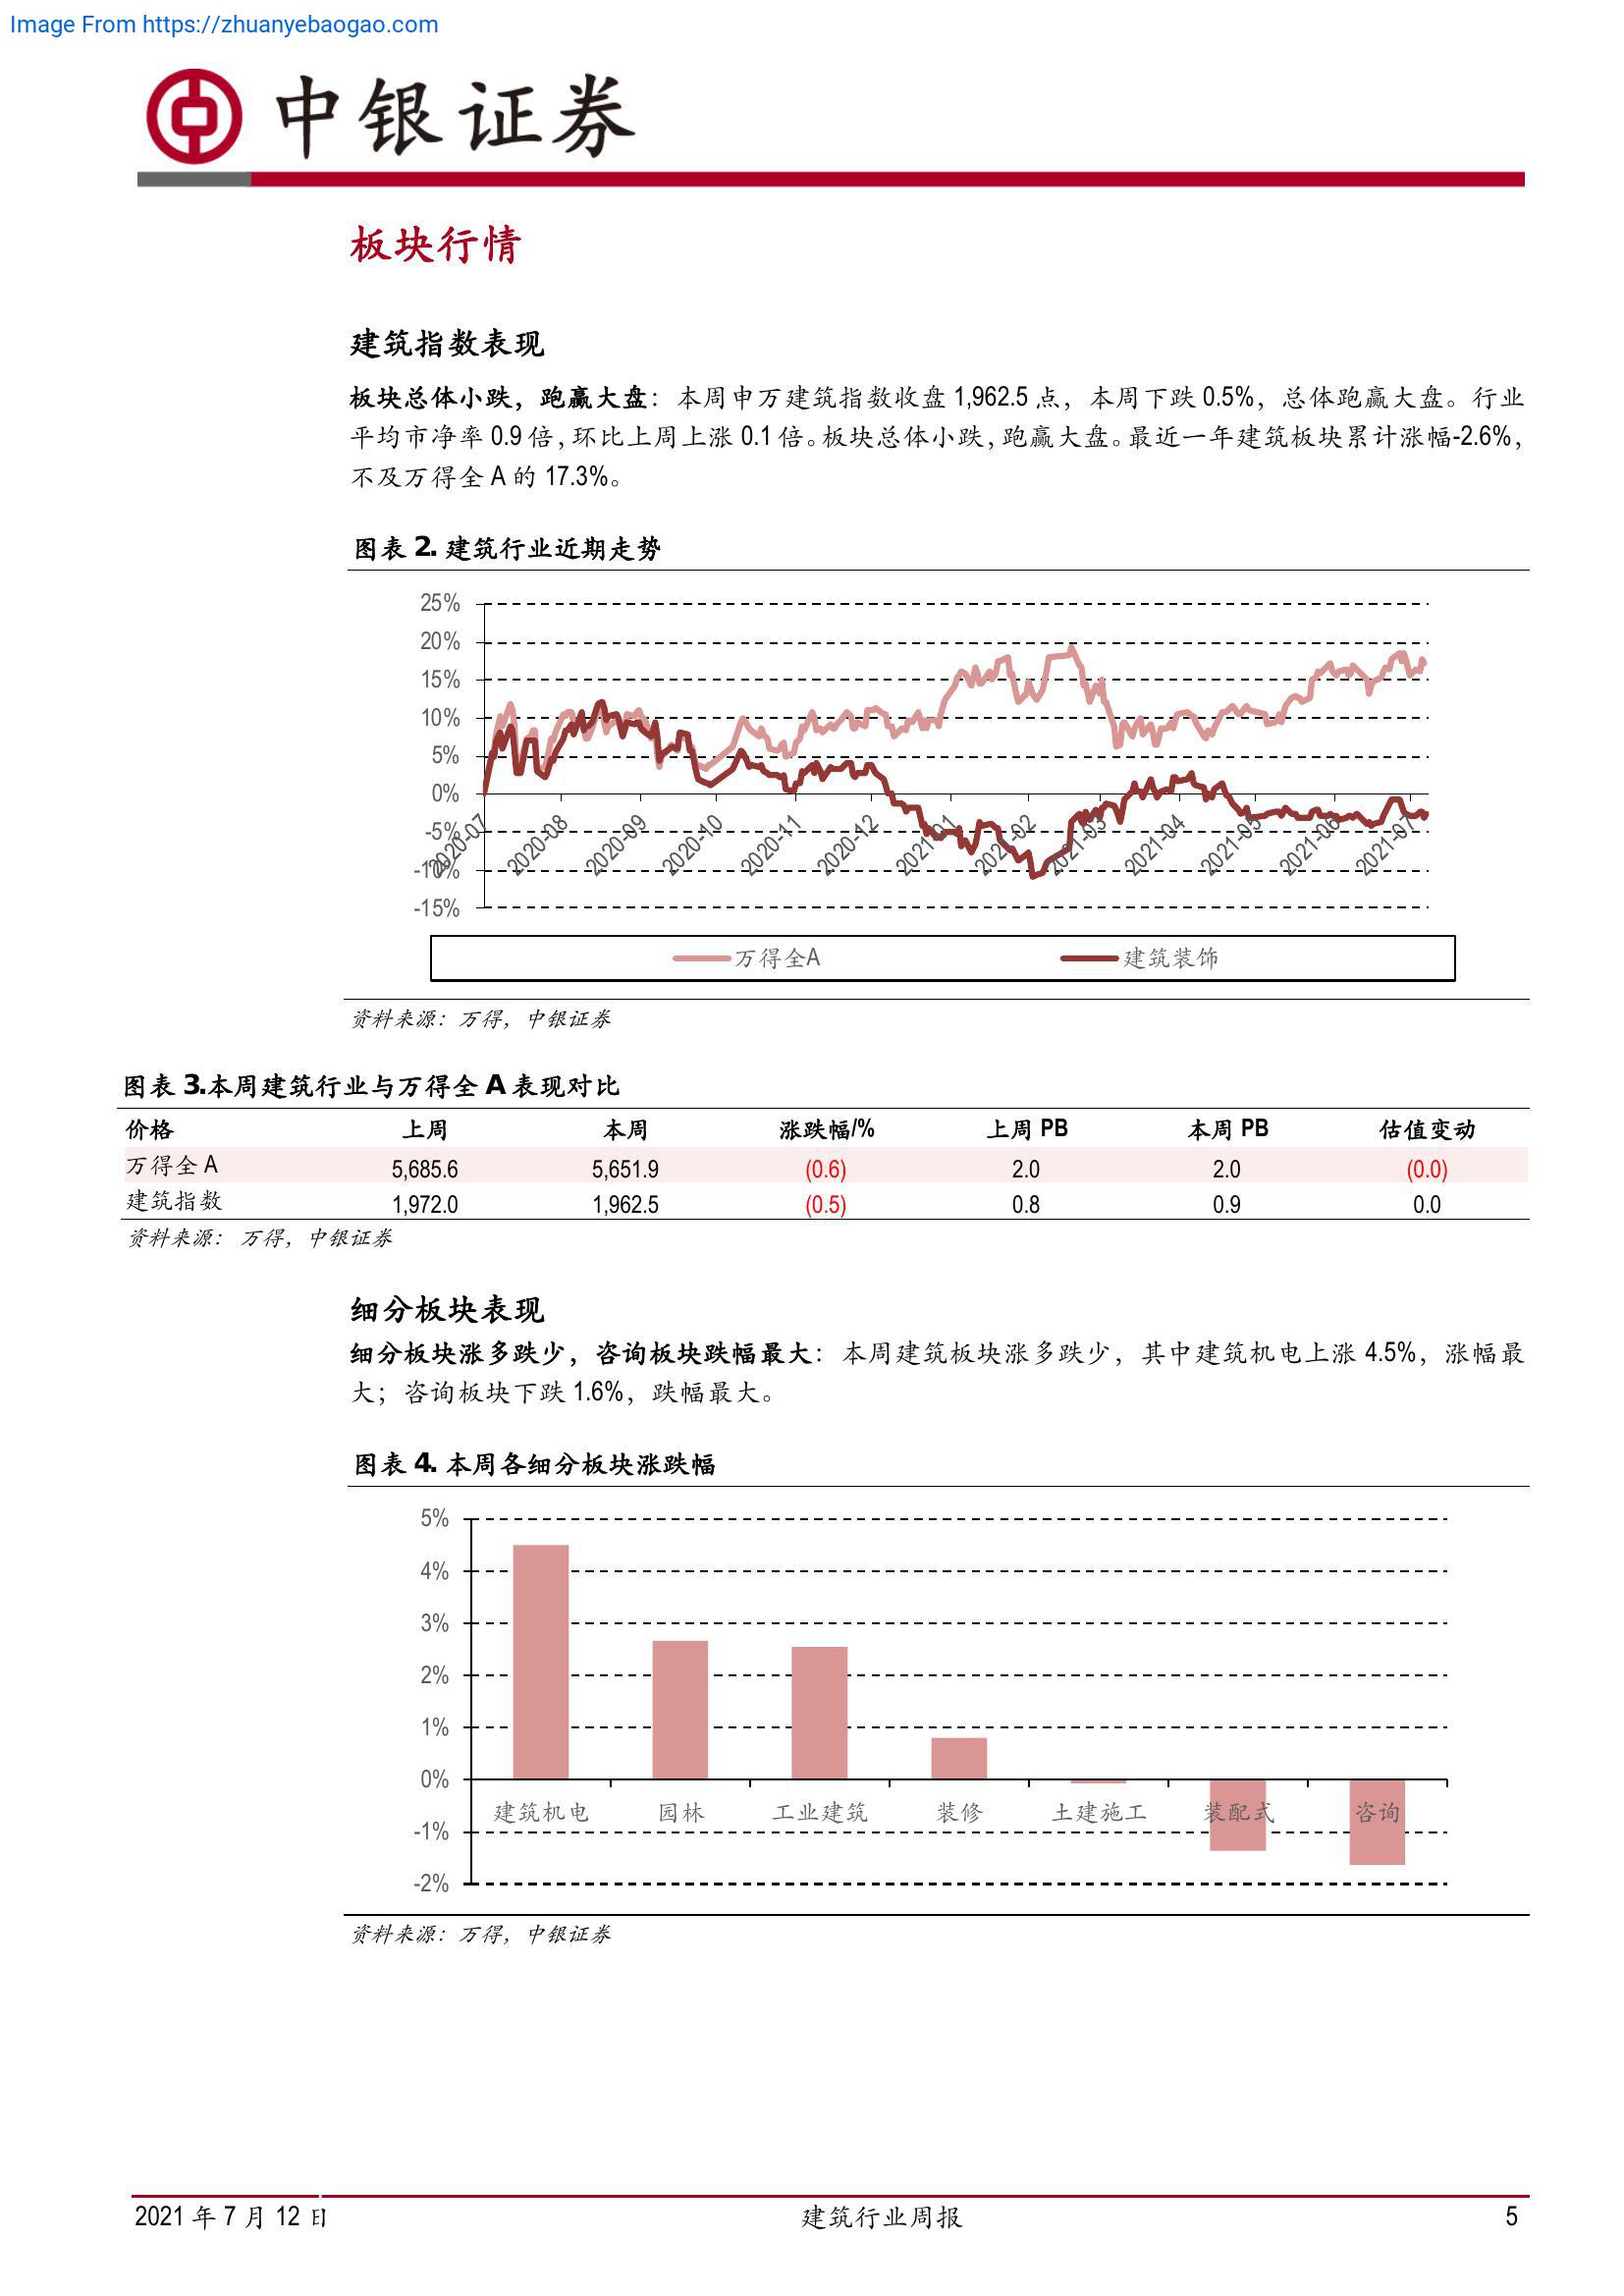 Image From https://zhuanyebaogao.com
中银证券
板块行情
建筑指数表现
板块总体小跌，跑赢大盘：本周申万建筑指数收盘 1,962.5 点，本周下跌 0.5%，总体跑赢大盘。行业
平均市净率 0.9 倍，环比上周上涨 0.1 倍。板块总体小跌，跑赢大盘。最近一年建筑板块累计涨幅-2.6%，
不及万得全 A 的 17.3%。
图表 2. 建筑行业近期走势
25%
20%
15%
10%
5%
0%
-5%
-10%
-15%
2020-07 2020-08 2020-09 2020-10 2020-11 2020-12 2021-01 2021-02 2021-03 2021-04 2021-05 2021-06 2021-07
万得全A 建筑装饰
资料来源：万得，中银证券
图表 3.本周建筑行业与万得全 A 表现对比
价格 上周 本周 涨跌幅/% 上周 PB 本周 PB 估值变动
万得全 A 5,685.6 5,651.9 (0.6) 2.0 2.0 (0.0)
建筑指数 1,972.0 1,962.5 (0.5) 0.8 0.9 0.0
资料来源： 万得，中银证券
细分板块表现
细分板块涨多跌少，咨询板块跌幅最大：本周建筑板块涨多跌少，其中建筑机电上涨 4.5%，涨幅最
大；咨询板块下跌 1.6%，跌幅最大。
图表 4. 本周各细分板块涨跌幅
5%
4%
3%
2%
1%
0%
-1%
-2%
建筑机电 园林 工业建筑 装修 土建施工 装配式 咨询
资料来源：万得，中银证券
2021 年 7 月 12 日 建筑行业周报 5